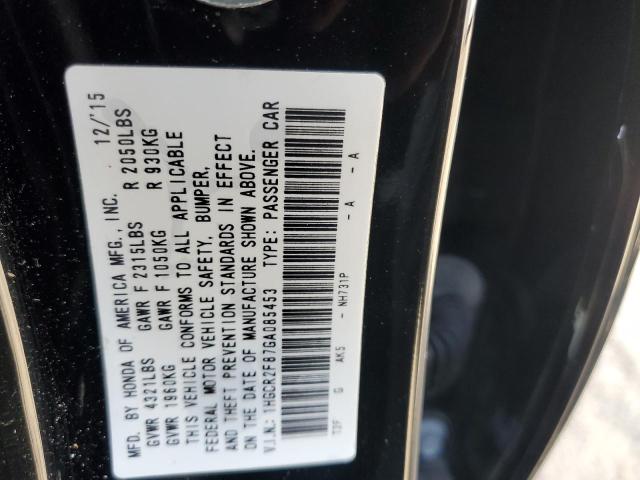 MFD. BY HONDA OF AMERICA MFG., INC. 12/'15
GVWR 4321LBS GAWR F 2315LBS R 2050LBS
GVWR 1960KG GAWR F 1050KG R 930KG
THIS VEHICLE CONFORMS TO ALL APPLICABLE
FEDERAL MOTOR VEHICLE SAFETY, BUMPER,
AND THEFT PREVENTION STANDARDS IN EFFECT
ON THE DATE OF MANUFACTURE SHOWN ABOVE.
V.I.N.: 1HGCR2F87GA085453 TYPE: PASSENGER CAR
T2F G AK5 - NH731P - A - A